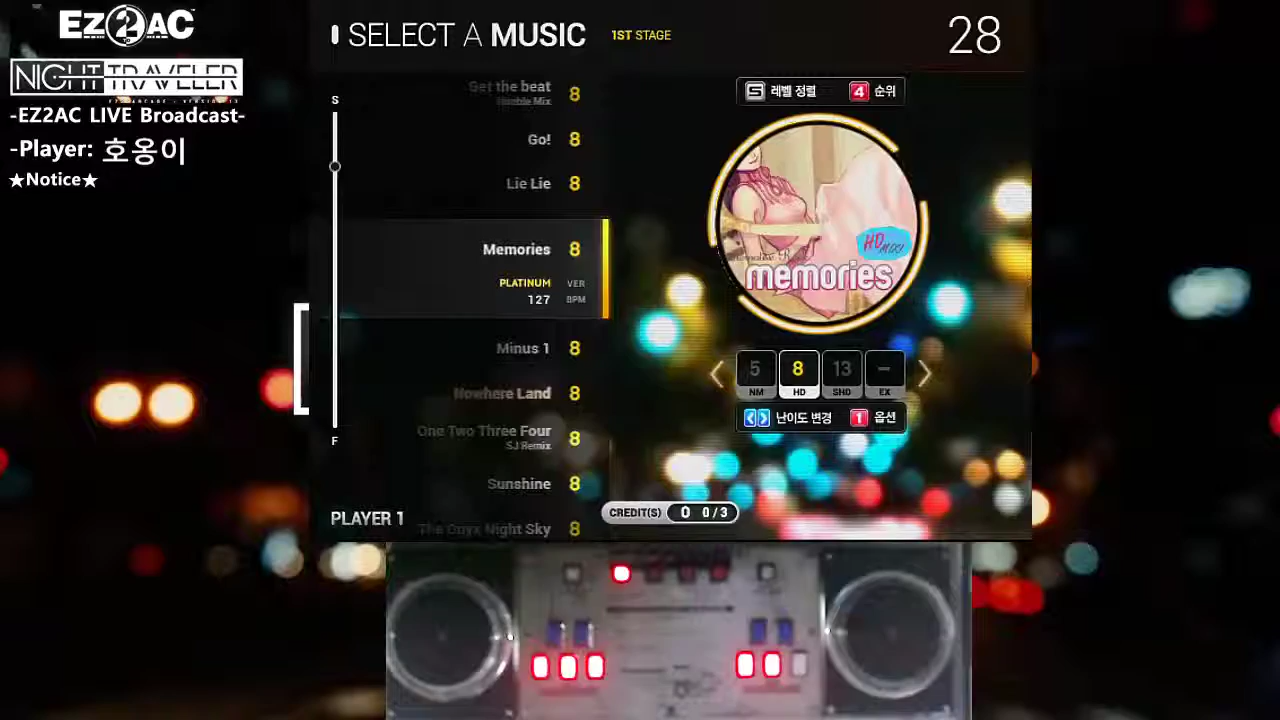 EZ2AC
NIGHT TRAVELER
-EZ2AC LIVE Broadcast-
-Player: 호옹이
★Notice★
SELECT A MUSIC
1ST STAGE
28
S
F
Get the beat 8
Go! 8
Lie Lie 8
Memories 8
PLATINUM VER
127 BPM
Minus 1 8
Nowhere Land 8
One Two Three Four 8
SJ Remix
Sunshine 8
The Onyx Night Sky 8
PLAYER 1
CREDIT(S) 0 0/3
S 레벨 정렬 4 순위
HD MIX!
memories
5 8 13 -
NM HD SHD EX
난이도 변경 1 옵션